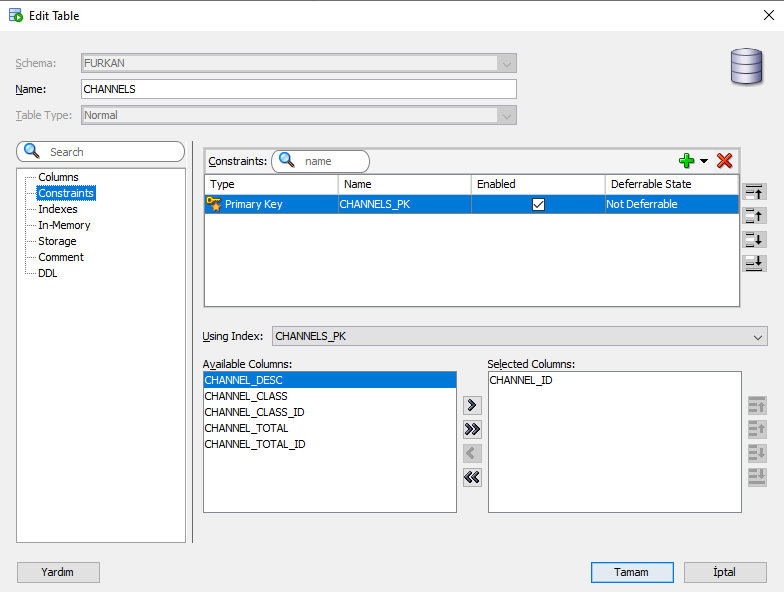 Edit Table
Schema: FURKAN
Name: CHANNELS
Table Type: Normal
Search
Columns
Constraints
Indexes
In-Memory
Storage
Comment
DDL
Constraints: name
Type Name Enabled Deferrable State
Primary Key CHANNELS_PK Not Deferrable
Using Index: CHANNELS_PK
Available Columns: Selected Columns:
CHANNEL_DESC CHANNEL_ID
CHANNEL_CLASS
CHANNEL_CLASS_ID
CHANNEL_TOTAL
CHANNEL_TOTAL_ID
Yardım Tamam İptal